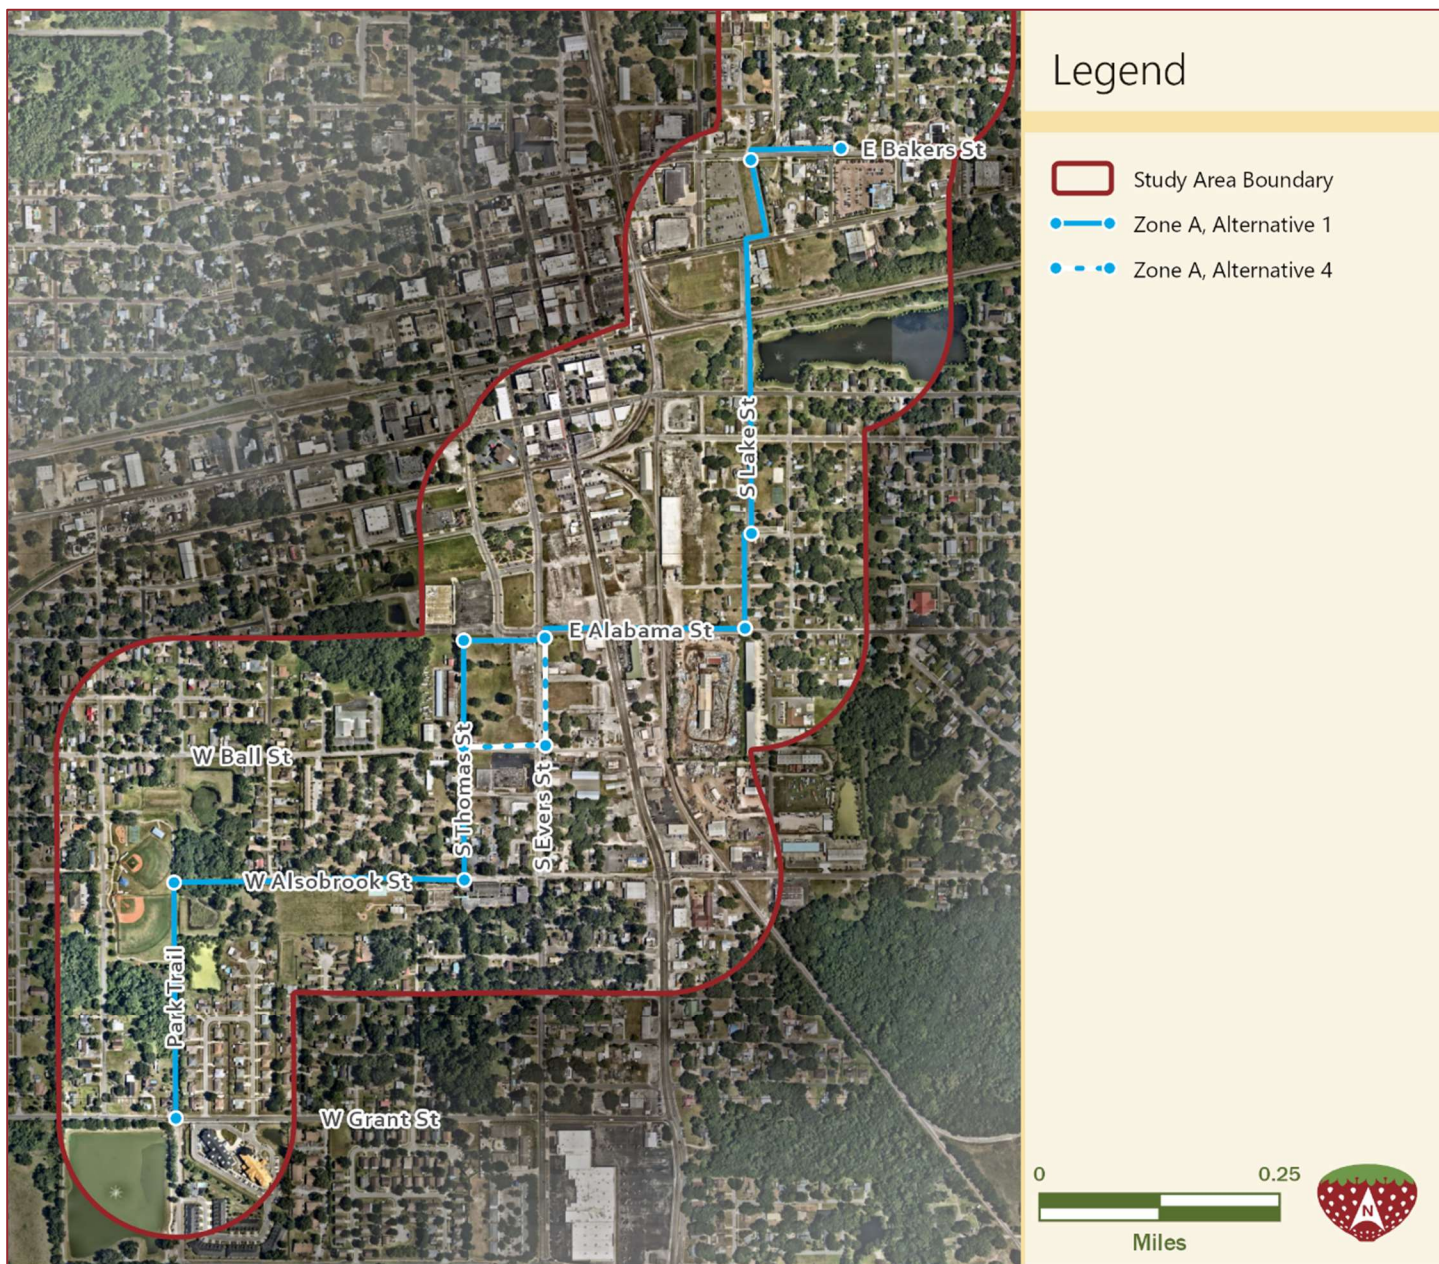 Legend
Study Area Boundary
Zone A, Alternative 1
Zone A, Alternative 4
E Bakers St
S Lake St
E Alabama St
W Ball St
S Thomas St
S Evers St
W Alsobrook St
Park Trail
W Grant St
0 0.25
Miles
N